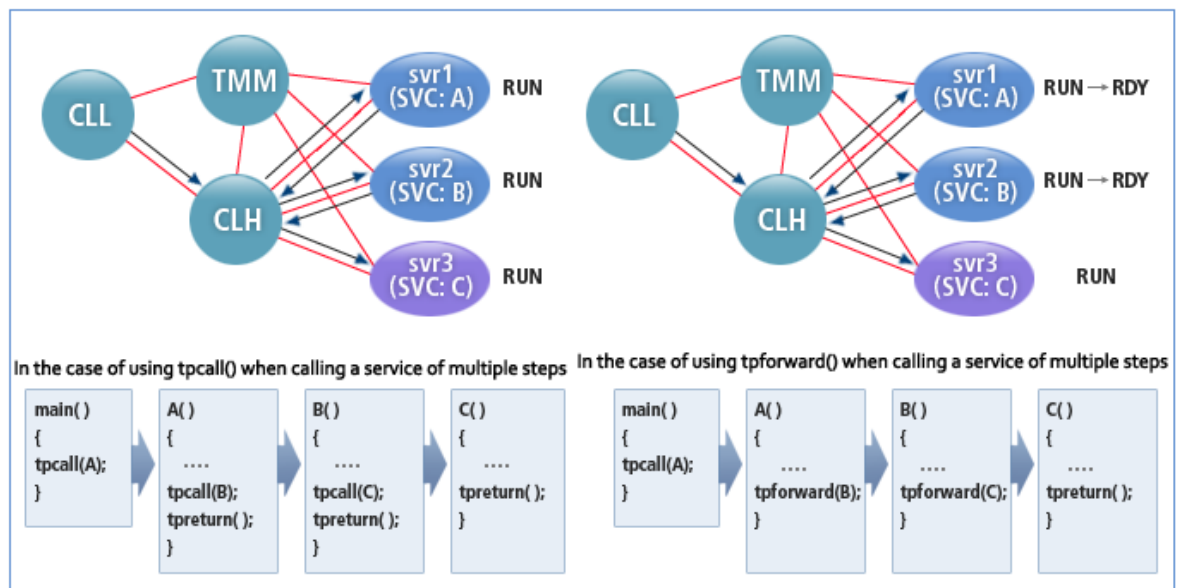 TMM
svr1
(SVC: A)
RUN
CLL
svr2
(SVC: B)
RUN
CLH
svr3
(SVC: C)
RUN
TMM
svr1
(SVC: A)
RUN → RDY
CLL
svr2
(SVC: B)
RUN → RDY
CLH
svr3
(SVC: C)
RUN
In the case of using tpcall() when calling a service of multiple steps
main( )
{
tpcall(A);
}
A( )
{
....
tpcall(B);
tpreturn( );
}
B( )
{
....
tpcall(C);
tpreturn( );
}
C( )
{
....
tpreturn( );
}
In the case of using tpforward() when calling a service of multiple steps
main( )
{
tpcall(A);
}
A( )
{
....
tpforward(B);
}
B( )
{
....
tpforward(C);
}
C( )
{
....
tpreturn( );
}